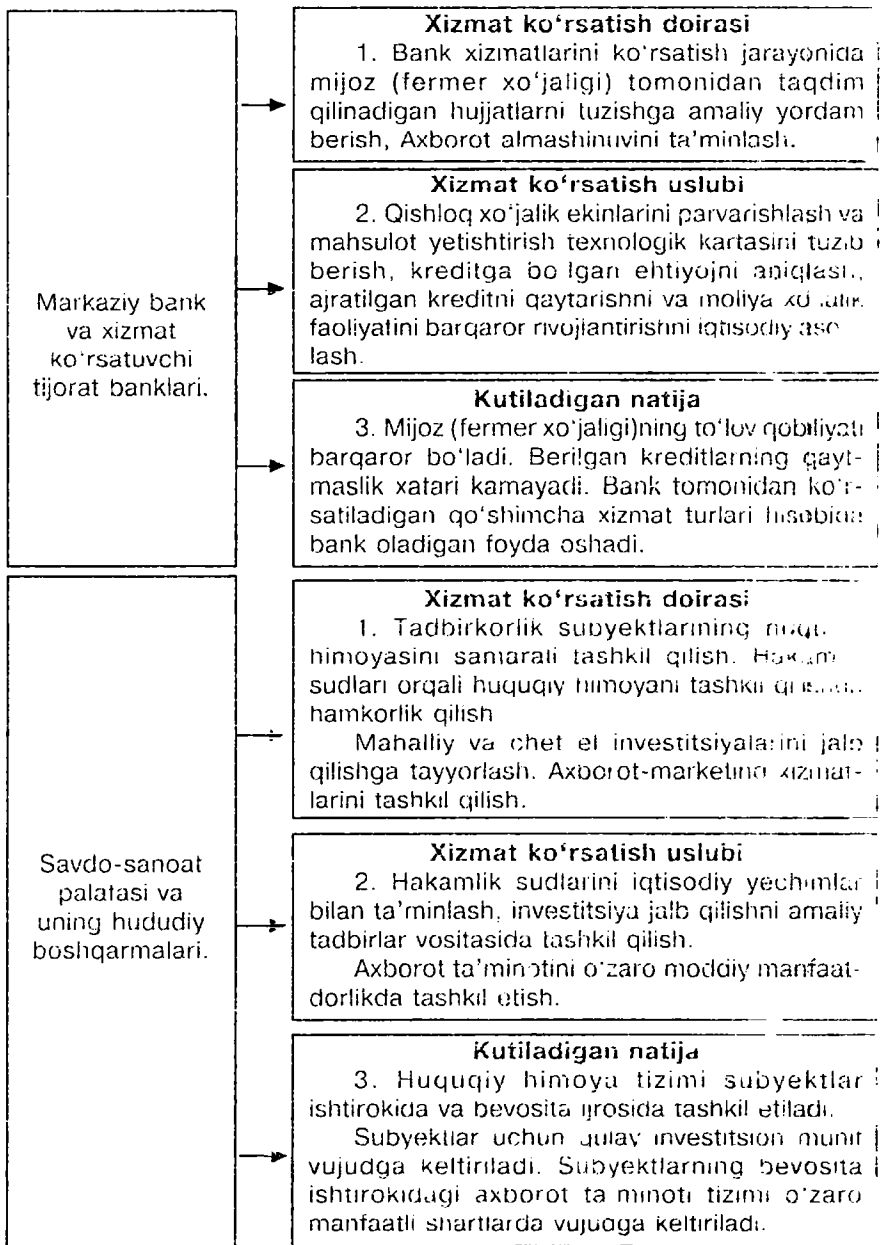 Markaziy bank
va xizmat
ko‘rsatuvchi
tijorat banklari.
Xizmat ko‘rsatish doirasi
1. Bank xizmatlarini ko‘rsatish jarayonida
mijoz (fermer xo‘jaligi) tomonidan taqdim
qilinadigan hujjatlarni tuzishga amaliy yordam
berish, Axborot almashinuvini ta’minlash.
Xizmat ko‘rsatish uslubi
2. Qishloq xo‘jalik ekinlarini parvarishlash va
mahsulot yetishtirish texnologik kartasini tuzib
berish, kreditga bo‘lgan ehtiyojni aniqlash,
ajratilgan kreditni qaytarishni va moliya
faoliyatini barqaror rivojlantirishni iqtisodiy
lash.
Kutiladigan natija
3. Mijoz (fermer xo‘jaligi)ning to‘lov qobiliyati
barqaror bo‘ladi. Berilgan kreditlarning qayt-
maslik xatari kamayadi. Bank tomonidan ko‘r-
satiladigan qo‘shimcha xizmat turlari hisobida
bank oladigan foyda oshadi.
Savdo-sanoat
palatasi va
uning hududiy
boshqarmalari.
Xizmat ko‘rsatish doirasi
1. Tadbirkorlik subyektlarining
himoyasini samarali tashkil qilish.
sudlari orqali huquqiy himoyani tashkil
hamkorlik qilish
Mahalliy va chet el investitsiyalarini jalb
qilishga tayyorlash. Axborot-marketing xizmat-
larini tashkil qilish.
Xizmat ko‘rsatish uslubi
2. Hakamlik sudlarini iqtisodiy yechimlar
bilan ta’minlash, investitsiya jalb qilishni amaliy
tadbirlar vositasida tashkil qilish.
Axborot ta’minotini o‘zaro moddiy manfaat-
dorlikda tashkil etish.
Kutiladigan natija
3. Huquqiy himoya tizimi subyektlar
ishtirokida va bevosita ijrosida tashkil etiladi.
Subyektlar uchun qulay investitsion muhit
vujudga keltiriladi. Subyektlarning bevosita
ishtirokidagi axborot ta’minoti tizimi o‘zaro
manfaatli shartlarda vujudga keltiriladi.